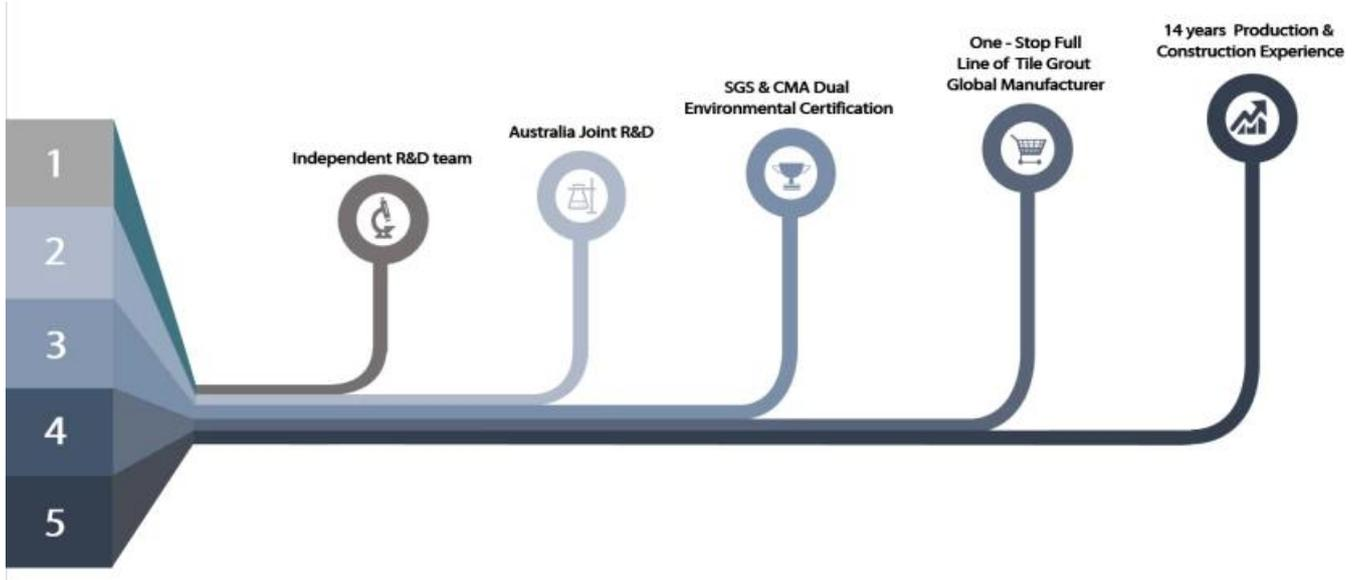 1
2
3
4
5
Independent R&D team
Australia Joint R&D
SGS & CMA Dual
Environmental Certification
One - Stop Full
Line of Tile Grout
Global Manufacturer
14 years Production &
Construction Experience